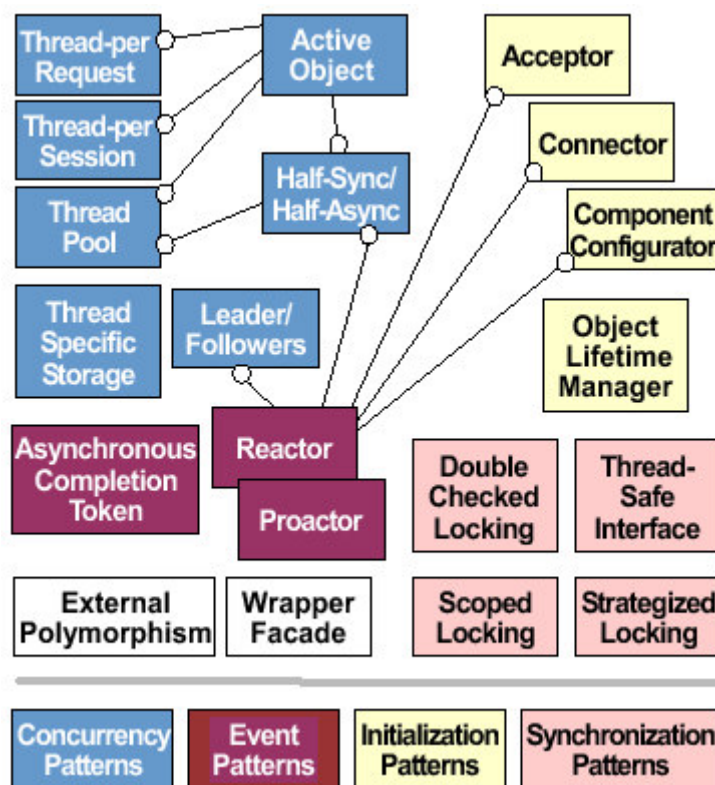 Thread-per
Request
Active
Object
Acceptor
Thread-per
Session
Connector
Half-Sync/
Half-Async
Thread
Pool
Component
Configurator
Thread
Specific
Storage
Leader/
Followers
Object
Lifetime
Manager
Asynchronous
Completion
Token
Reactor
Proactor
Double
Checked
Locking
Thread-
Safe
Interface
External
Polymorphism
Wrapper
Facade
Scoped
Locking
Strategized
Locking
Concurrency
Patterns
Event
Patterns
Initialization
Patterns
Synchronization
Patterns